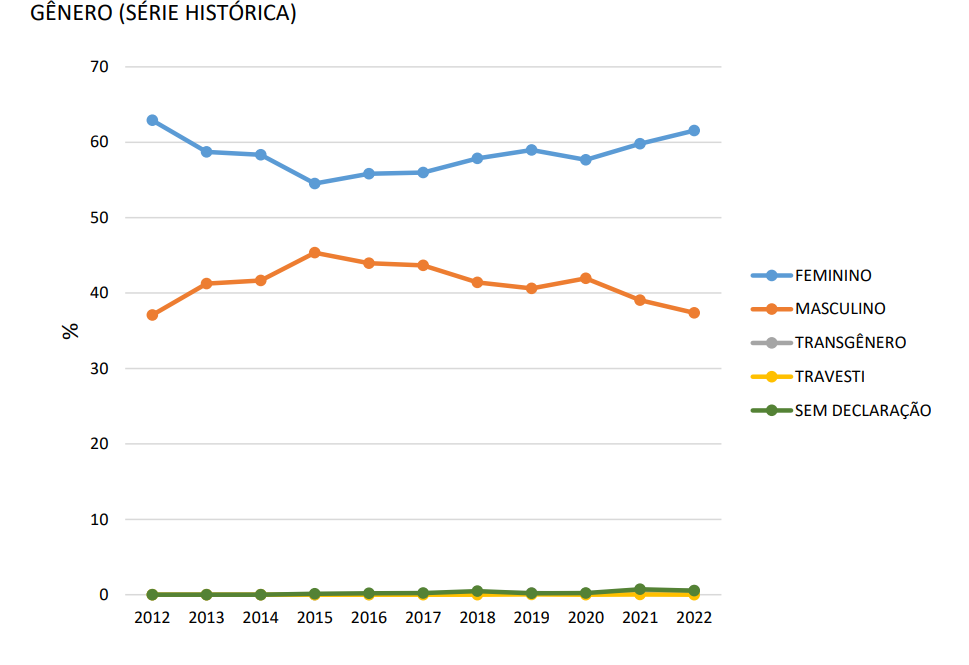 GÊNERO (SÉRIE HISTÓRICA)
70
60
50
40
30
20
10
0
%
2012 2013 2014 2015 2016 2017 2018 2019 2020 2021 2022
FEMININO
MASCULINO
TRANSGÊNERO
TRAVESTI
SEM DECLARAÇÃO